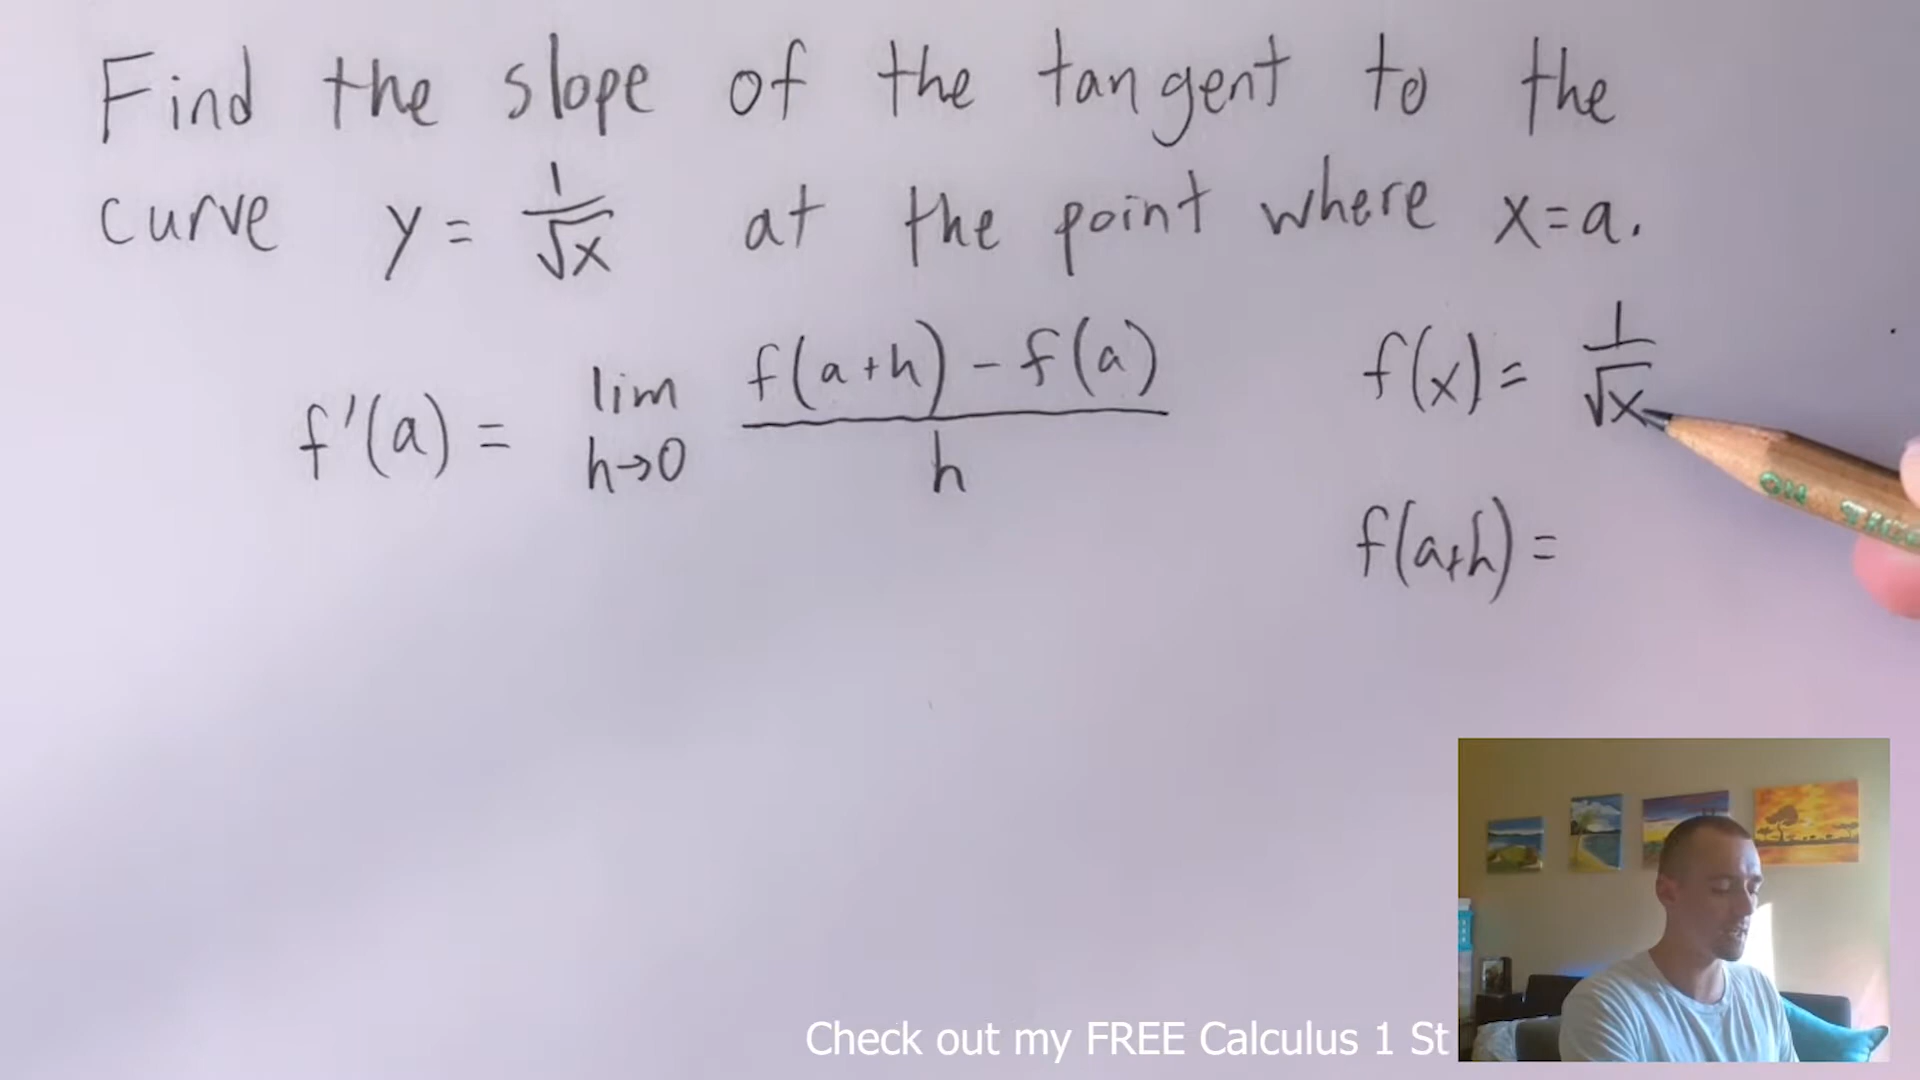 Find the slope of the tangent to the
curve y = 1/√x at the point where x=a.
f'(a) = lim h→0 (f(a+h) - f(a))/h
f(x) = 1/√x
f(a+h) =
ON
Check out my FREE Calculus 1 St